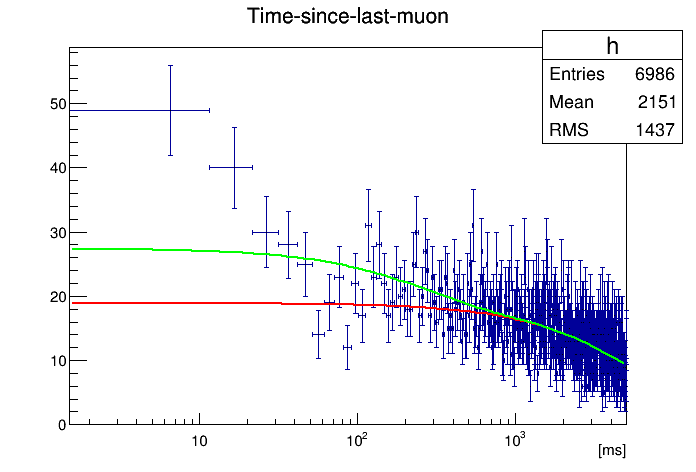 Time-since-last-muon
h
Entries 6986
Mean 2151
RMS 1437
50
40
30
20
10
0
10 10² 10³
[ms]